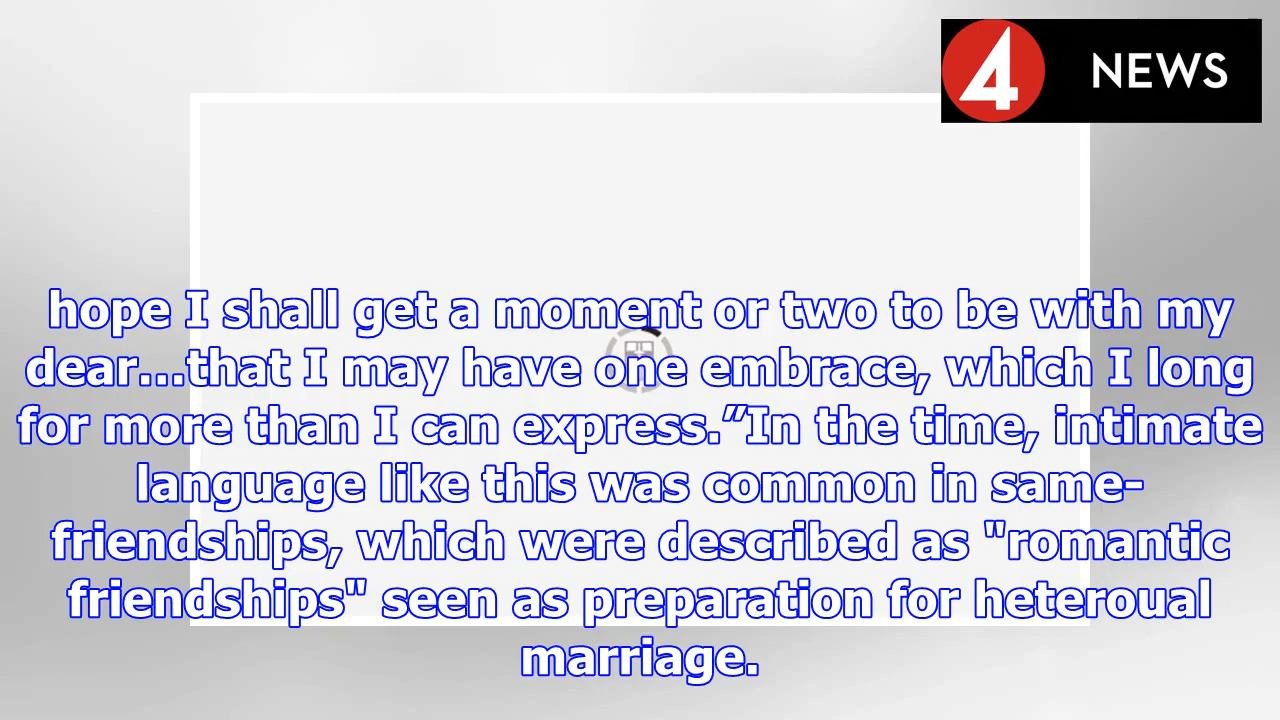 4 NEWS
hope I shall get a moment or two to be with my
dear...that I may have one embrace, which I long
for more than I can express.”In the time, intimate
language like this was common in same-
friendships, which were described as "romantic
friendships" seen as preparation for heteroual
marriage.